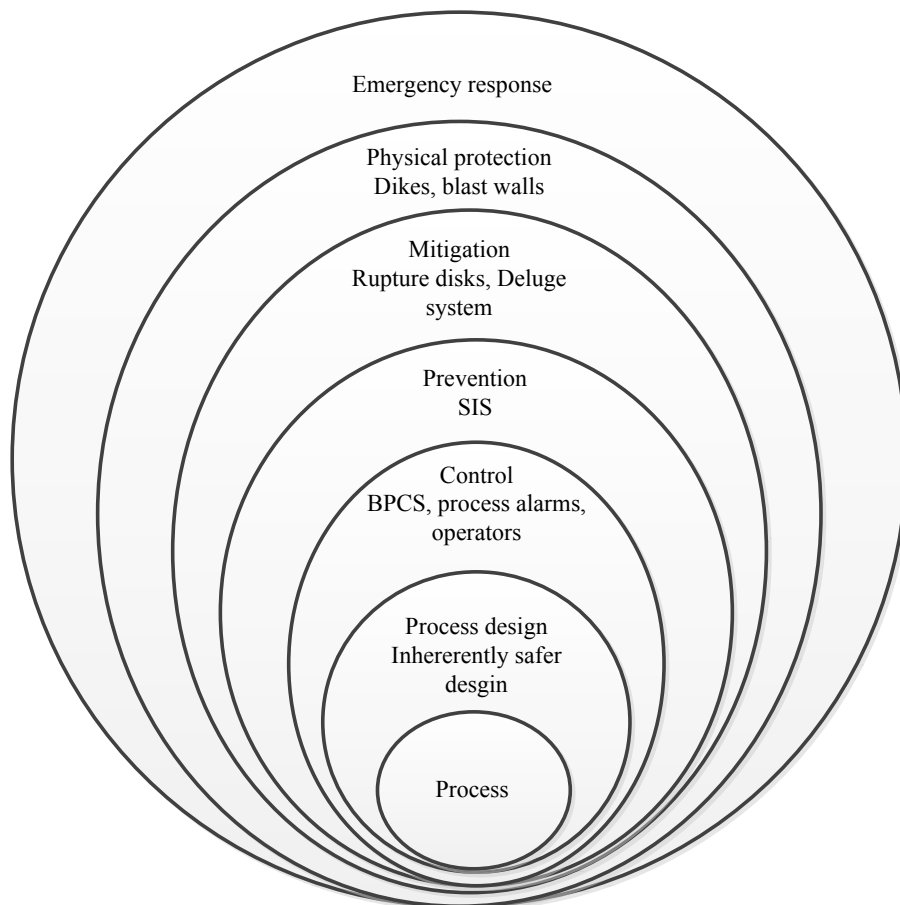 Emergency response
Physical protection
Dikes, blast walls
Mitigation
Rupture disks, Deluge
system
Prevention
SIS
Control
BPCS, process alarms,
operators
Process design
Inhererently safer
desgin
Process